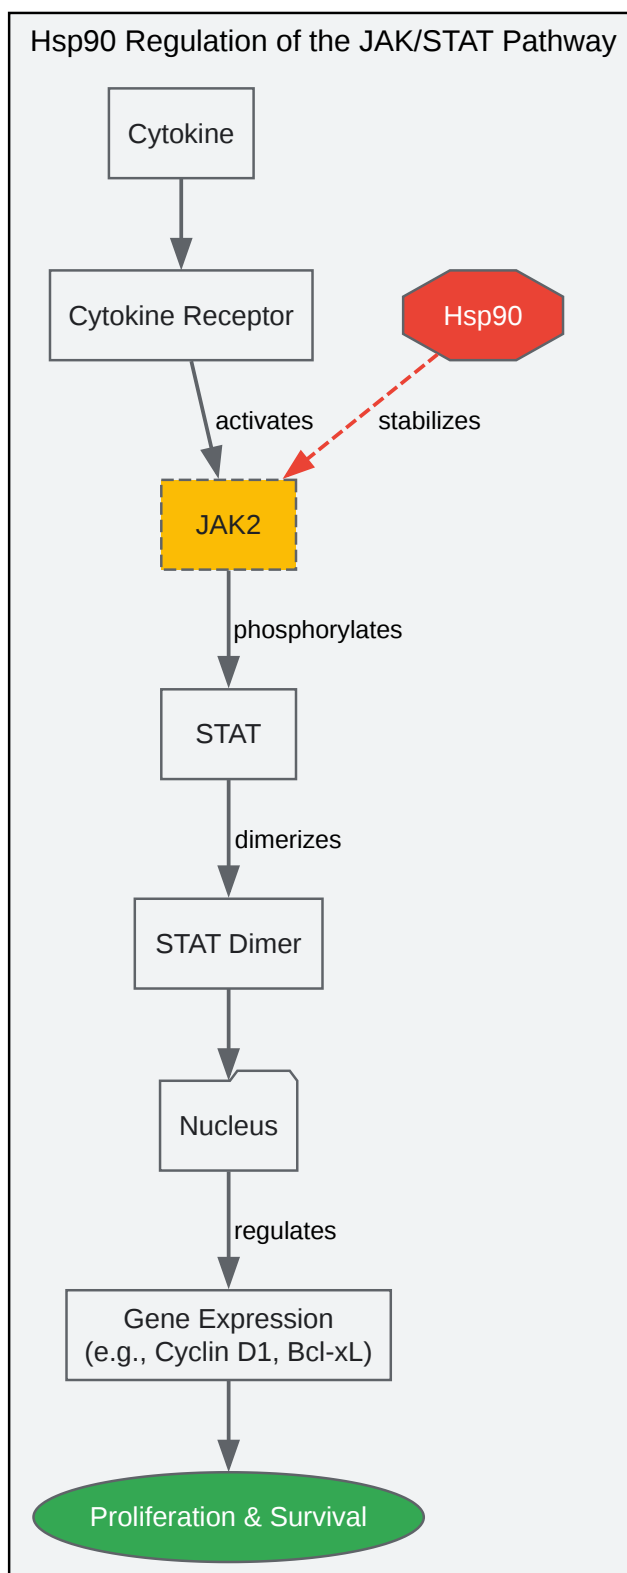 Hsp90 Regulation of the JAK/STAT Pathway
Cytokine
Cytokine Receptor
Hsp90
activates
stabilizes
JAK2
phosphorylates
STAT
dimerizes
STAT Dimer
Nucleus
regulates
Gene Expression
(e.g., Cyclin D1, Bcl-xL)
Proliferation & Survival